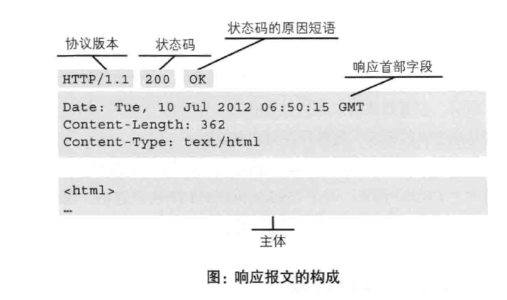 状态码的原因短语
协议版本
状态码
响应首部字段
HTTP/1.1 200 OK
Date: Tue, 10 Jul 2012 06:50:15 GMT
Content-Length: 362
Content-Type: text/html
<html>
…
主体
图：响应报文的构成